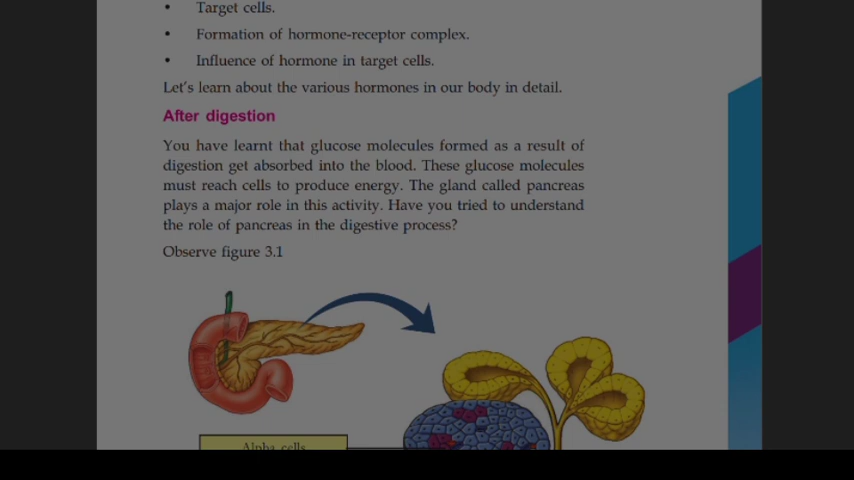 • Target cells.
• Formation of hormone-receptor complex.
• Influence of hormone in target cells.
Let's learn about the various hormones in our body in detail.
After digestion
You have learnt that glucose molecules formed as a result of
digestion get absorbed into the blood. These glucose molecules
must reach cells to produce energy. The gland called pancreas
plays a major role in this activity. Have you tried to understand
the role of pancreas in the digestive process?
Observe figure 3.1
Alpha cells